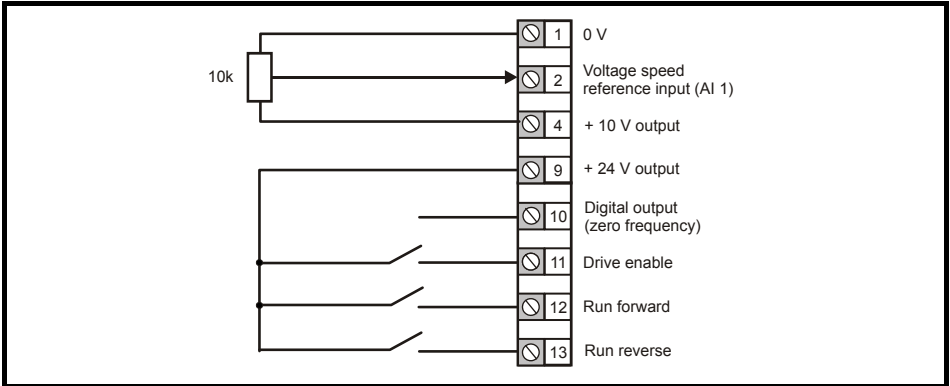 1 0 V
10k
2 Voltage speed
reference input (AI 1)
4 + 10 V output
9 + 24 V output
10 Digital output
(zero frequency)
11 Drive enable
12 Run forward
13 Run reverse